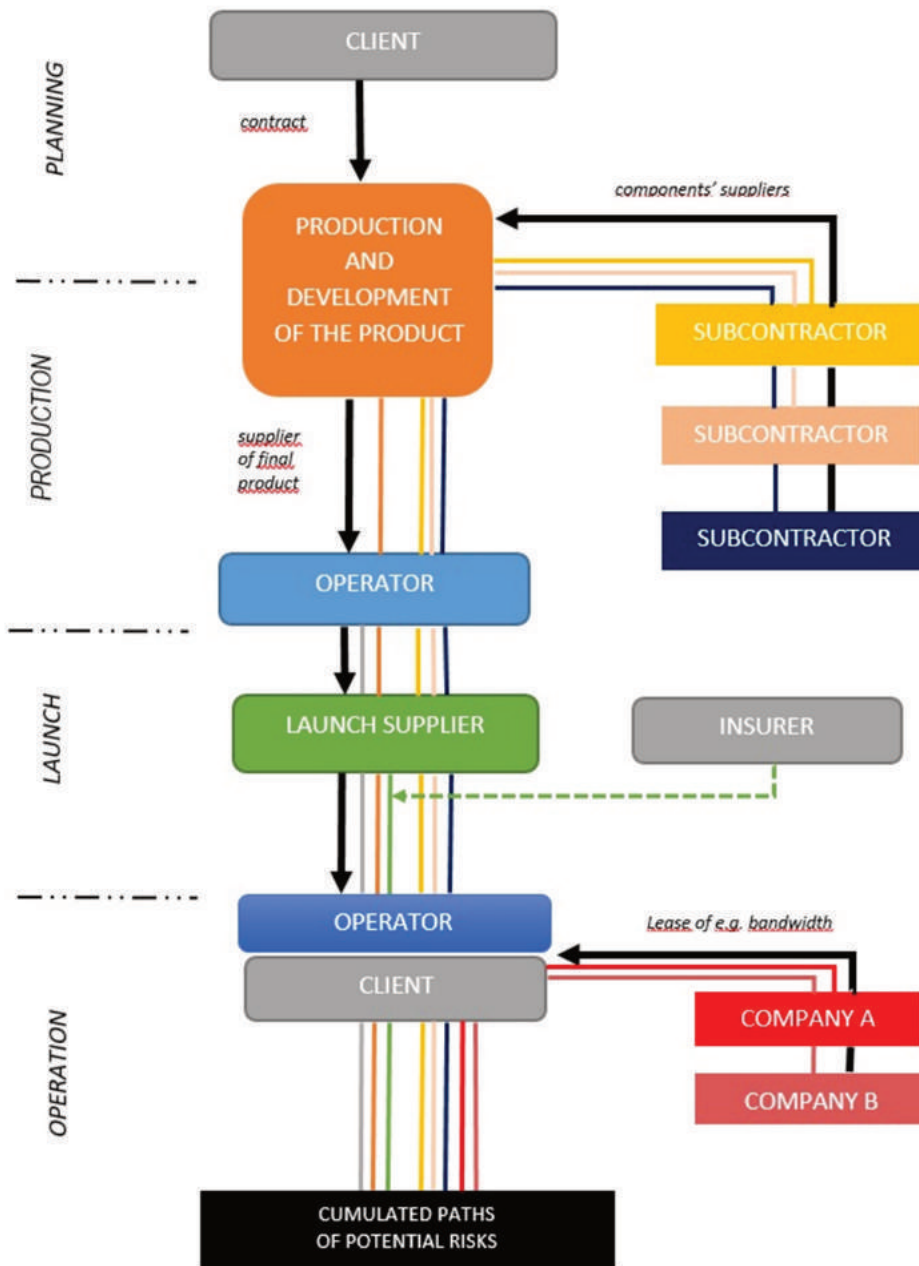 PLANNING
CLIENT
contract
components' suppliers
PRODUCTION
AND
DEVELOPMENT
OF THE PRODUCT
PRODUCTION
SUBCONTRACTOR
SUBCONTRACTOR
SUBCONTRACTOR
supplier
of final
product
OPERATOR
LAUNCH
LAUNCH SUPPLIER
INSURER
OPERATION
OPERATOR
CLIENT
Lease of e.g. bandwidth
COMPANY A
COMPANY B
CUMULATED PATHS
OF POTENTIAL RISKS